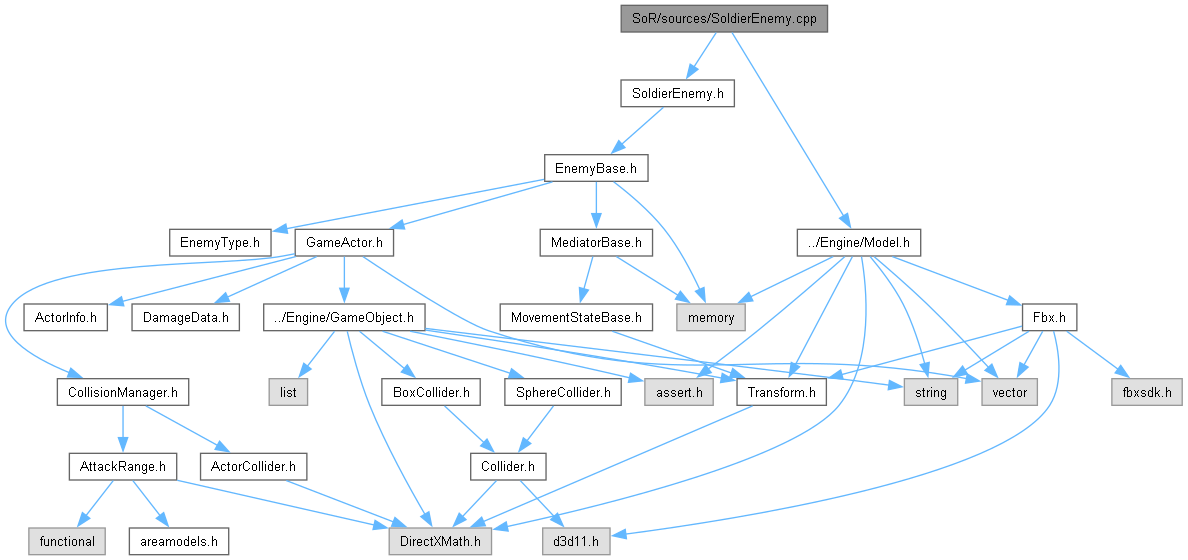 SoR/sources/SoldierEnemy.cpp
SoldierEnemy.h
EnemyBase.h
EnemyType.h
GameActor.h
MediatorBase.h
../Engine/Model.h
ActorInfo.h
DamageData.h
../Engine/GameObject.h
MovementStateBase.h
memory
Fbx.h
CollisionManager.h
list
BoxCollider.h
SphereCollider.h
assert.h
Transform.h
string
vector
fbxsdk.h
AttackRange.h
ActorCollider.h
Collider.h
functional
areamodels.h
DirectXMath.h
d3d11.h